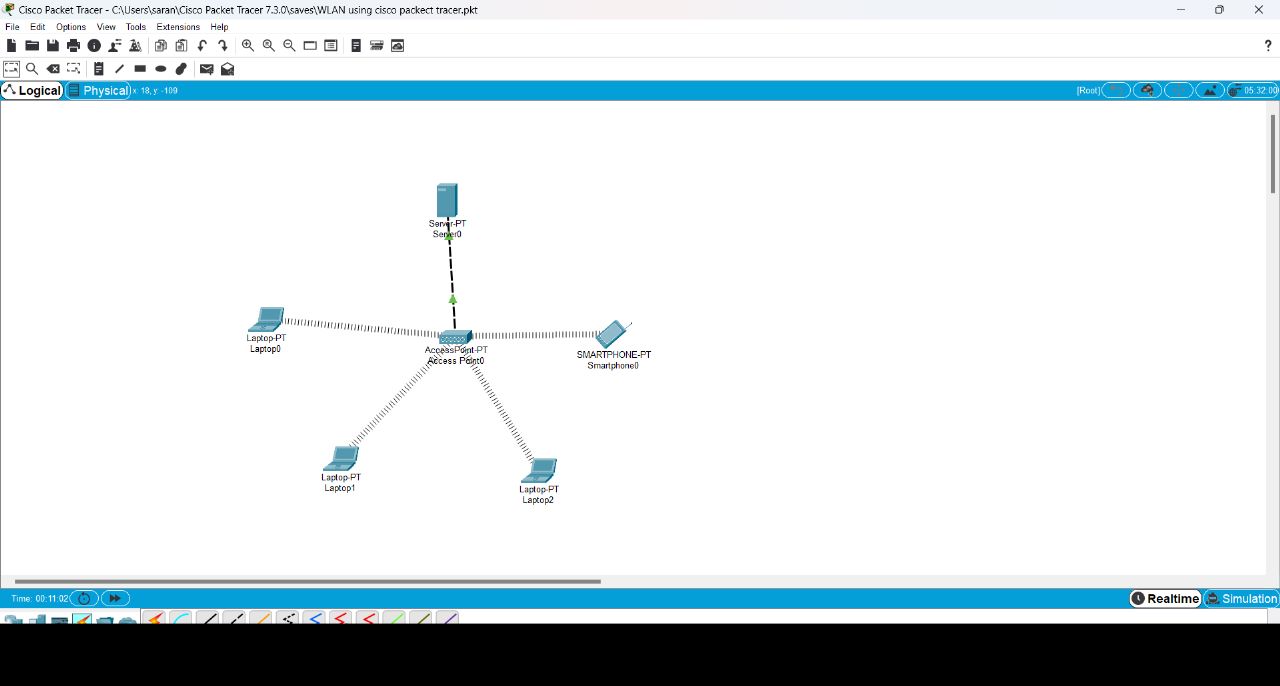 Cisco Packet Tracer - C:\Users\saran\Cisco Packet Tracer 7.3.0\saves\WLAN using cisco packect tracer.pkt
File Edit Options View Tools Extensions Help
?
Logical Physical x: 18, y: -109 [Root] 05:32:00
Server-PT
Server0
Laptop-PT
Laptop0
AccessPoint-PT
Access Point0
SMARTPHONE-PT
Smartphone0
Laptop-PT
Laptop1
Laptop-PT
Laptop2
Time: 00:11:02 Realtime Simulation